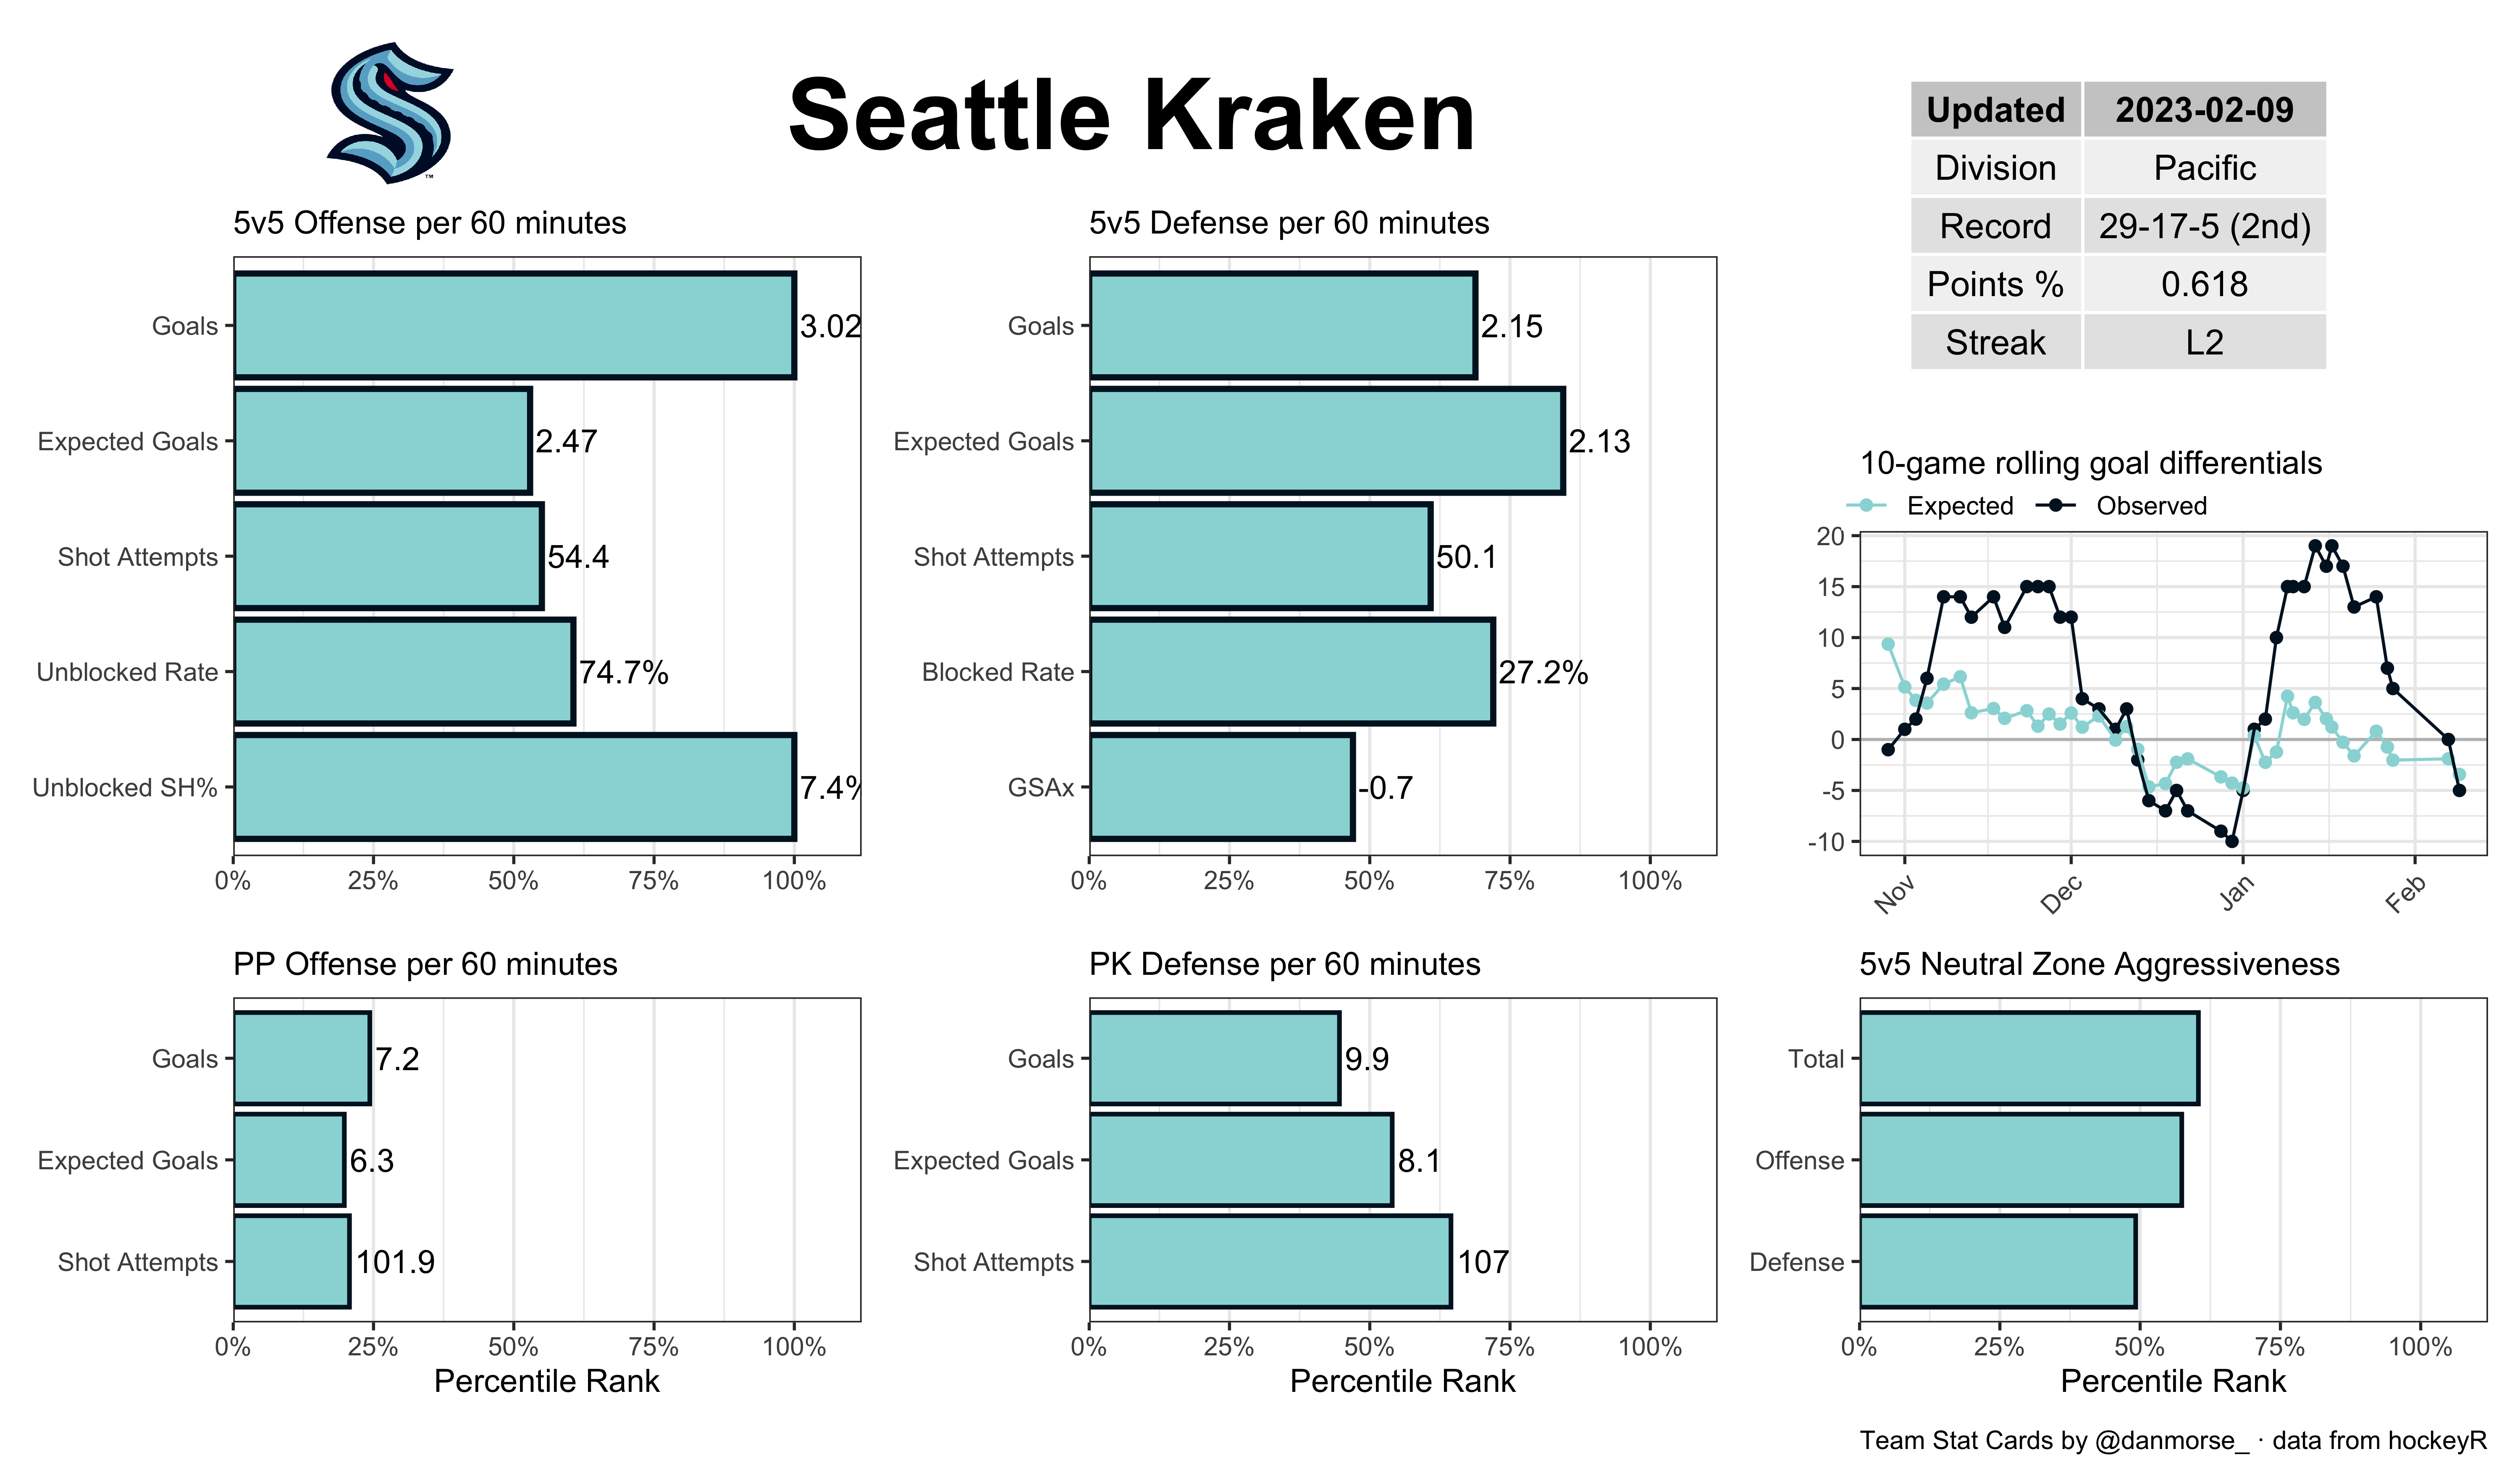 Seattle Kraken
™
Updated 2023-02-09
Division Pacific
Record 29-17-5 (2nd)
Points % 0.618
Streak L2
5v5 Offense per 60 minutes
Goals 3.02
Expected Goals 2.47
Shot Attempts 54.4
Unblocked Rate 74.7%
Unblocked SH% 7.4%
0% 25% 50% 75% 100%
5v5 Defense per 60 minutes
Goals 2.15
Expected Goals 2.13
Shot Attempts 50.1
Blocked Rate 27.2%
GSAx -0.7
0% 25% 50% 75% 100%
10-game rolling goal differentials
Expected Observed
20
15
10
5
0
-5
-10
Nov Dec Jan Feb
PP Offense per 60 minutes
Goals 7.2
Expected Goals 6.3
Shot Attempts 101.9
0% 25% 50% 75% 100%
Percentile Rank
PK Defense per 60 minutes
Goals 9.9
Expected Goals 8.1
Shot Attempts 107
0% 25% 50% 75% 100%
Percentile Rank
5v5 Neutral Zone Aggressiveness
Total
Offense
Defense
0% 25% 50% 75% 100%
Percentile Rank
Team Stat Cards by @danmorse_ · data from hockeyR